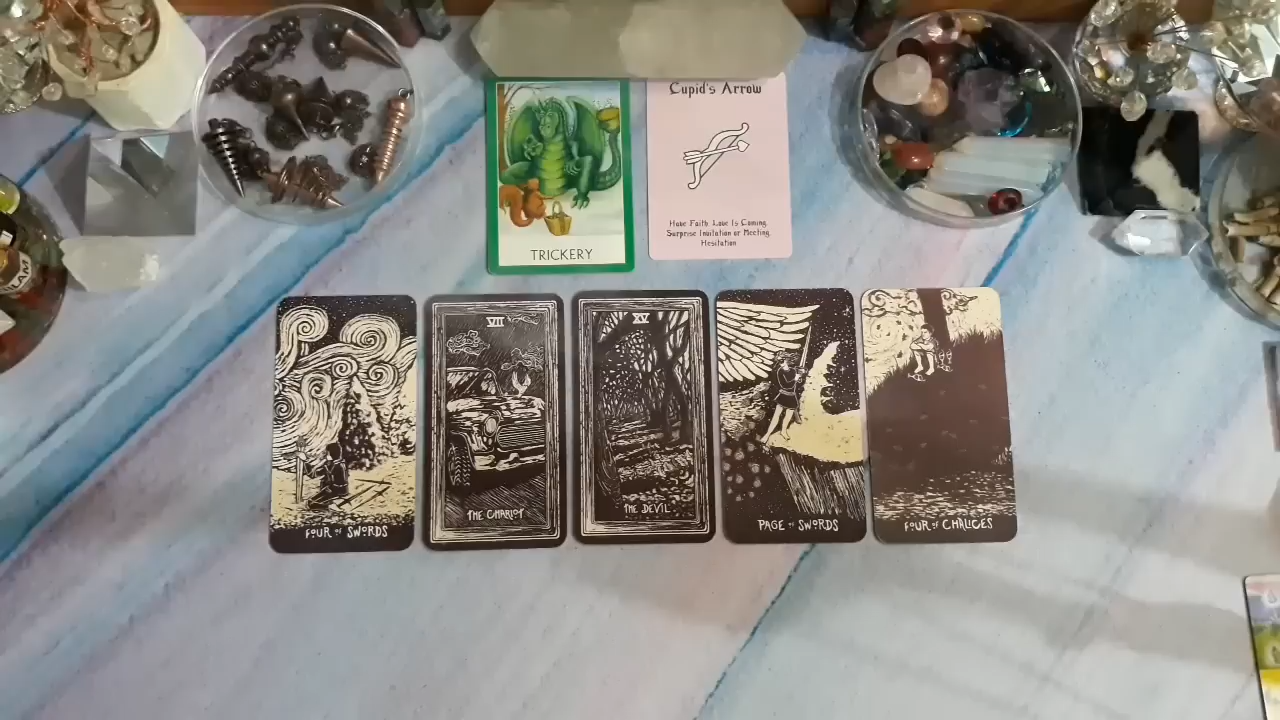 Cupid's Arrow
Have Faith Love Is Coming,
Surprise Invitation or Meeting,
Hesitation
TRICKERY
VII
XV
FOUR OF SWORDS
THE CHARIOT
THE DEVIL
PAGE OF SWORDS
FOUR OF CHALICES